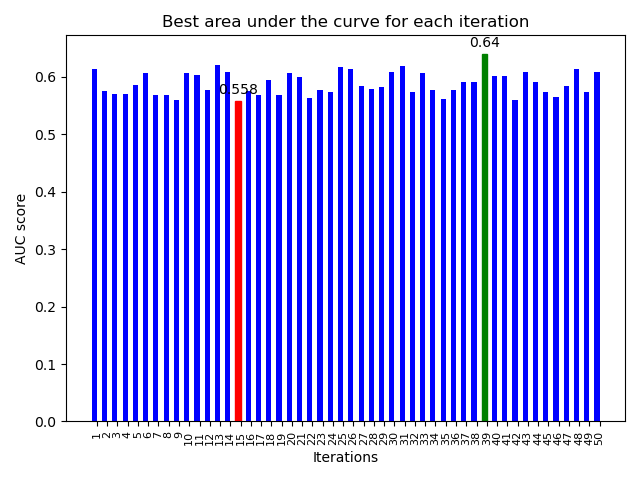 Best area under the curve for each iteration
0.64
0.558
0.6
0.5
0.4
0.3
0.2
0.1
0.0
AUC score
1 2 3 4 5 6 7 8 9 10 11 12 13 14 15 16 17 18 19 20 21 22 23 24 25 26 27 28 29 30 31 32 33 34 35 36 37 38 39 40 41 42 43 44 45 46 47 48 49 50
Iterations